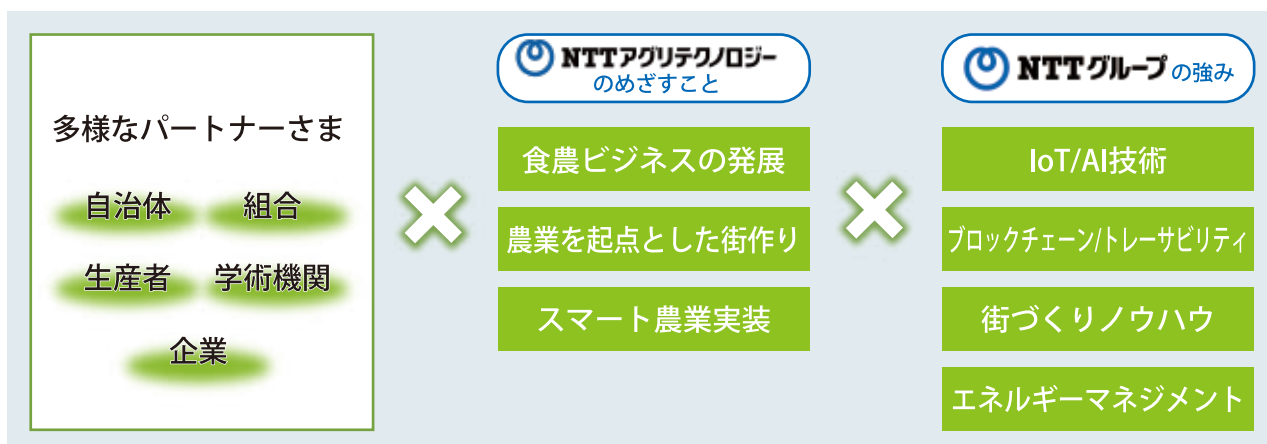 多様なパートナーさま
自治体
組合
生産者
学術機関
企業
NTTアグリテクノロジー
のめざすこと
食農ビジネスの発展
農業を起点とした街作り
スマート農業実装
NTTグループの強み
IoT/AI技術
ブロックチェーン/トレーサビリティ
街づくりノウハウ
エネルギーマネジメント